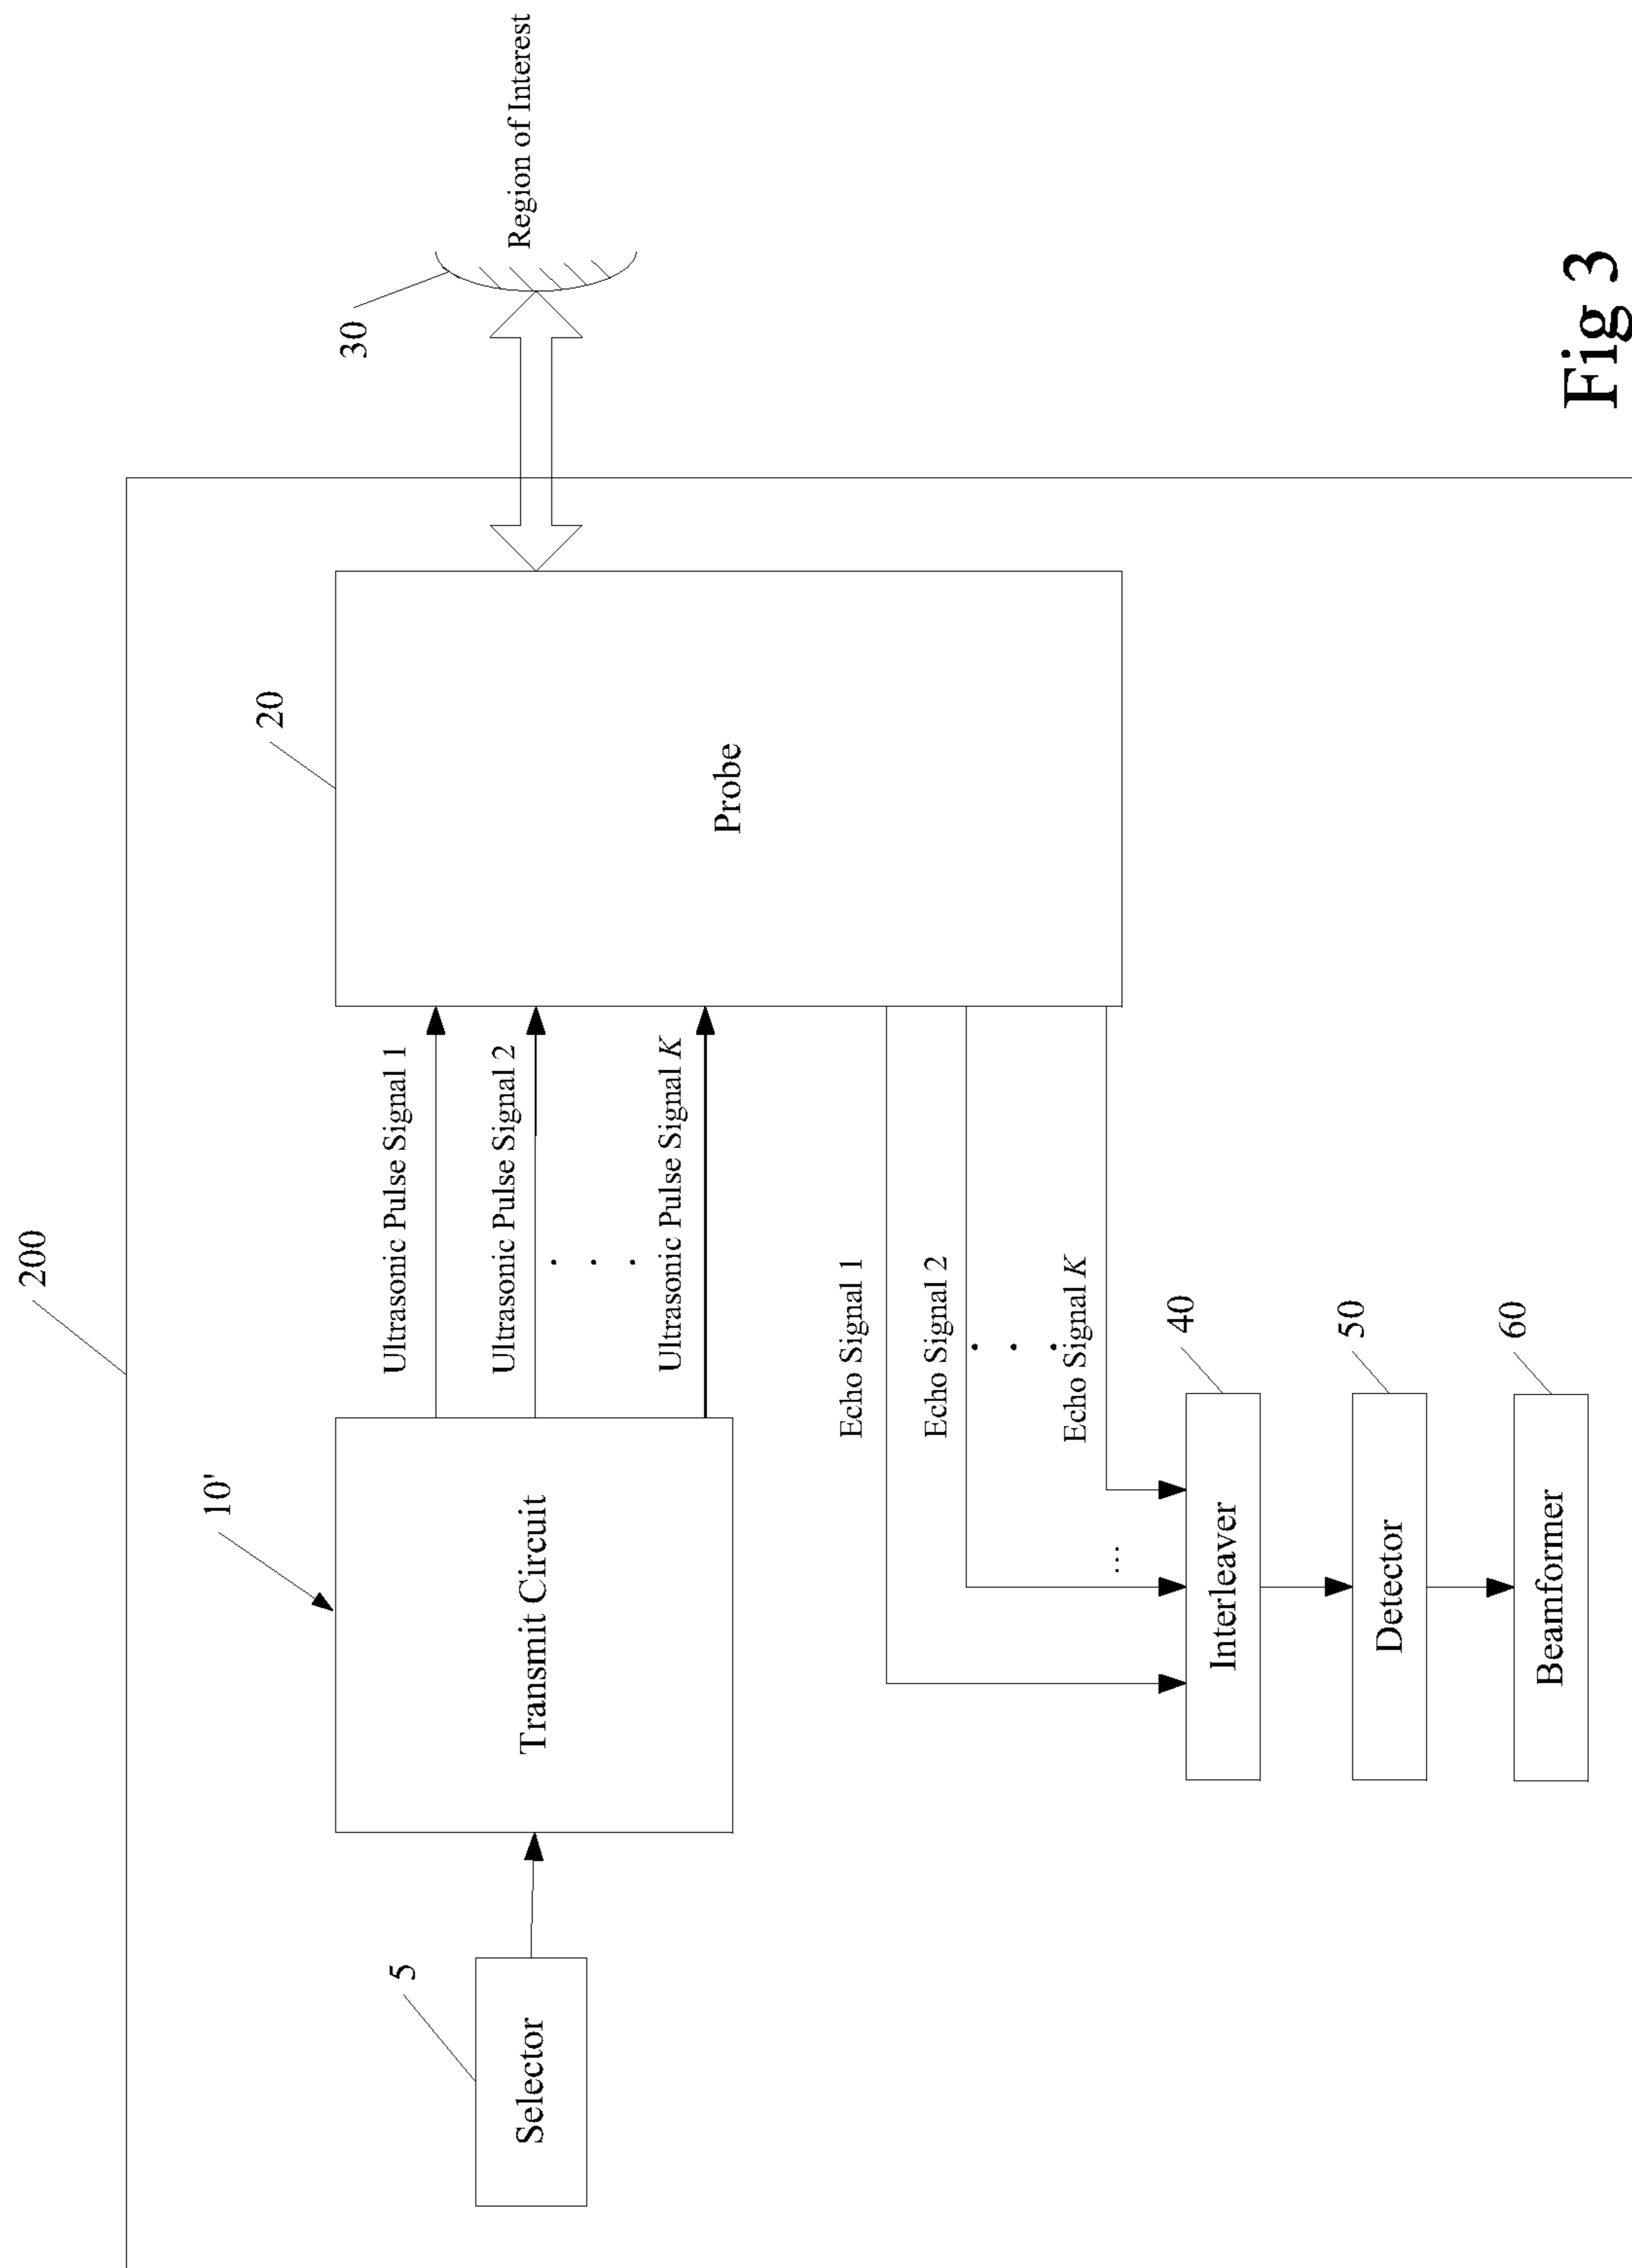 200
10'
20
30
5
Selector
Transmit Circuit
Ultrasonic Pulse Signal 1
Ultrasonic Pulse Signal 2
. . .
Ultrasonic Pulse Signal K
Probe
Region of Interest
Echo Signal 1
Echo Signal 2
. . .
Echo Signal K
...
Interleaver
40
Detector
50
Beamformer
60
Fig 3